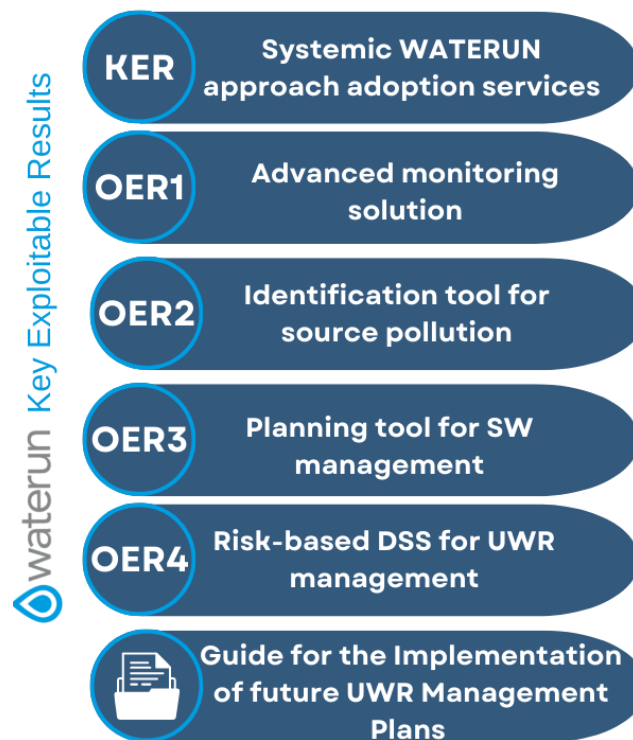 waterun Key Exploitable Results
KER
Systemic WATERUN
approach adoption services
OER1
Advanced monitoring
solution
OER2
Identification tool for
source pollution
OER3
Planning tool for SW
management
OER4
Risk-based DSS for UWR
management
Guide for the Implementation
of future UWR Management
Plans